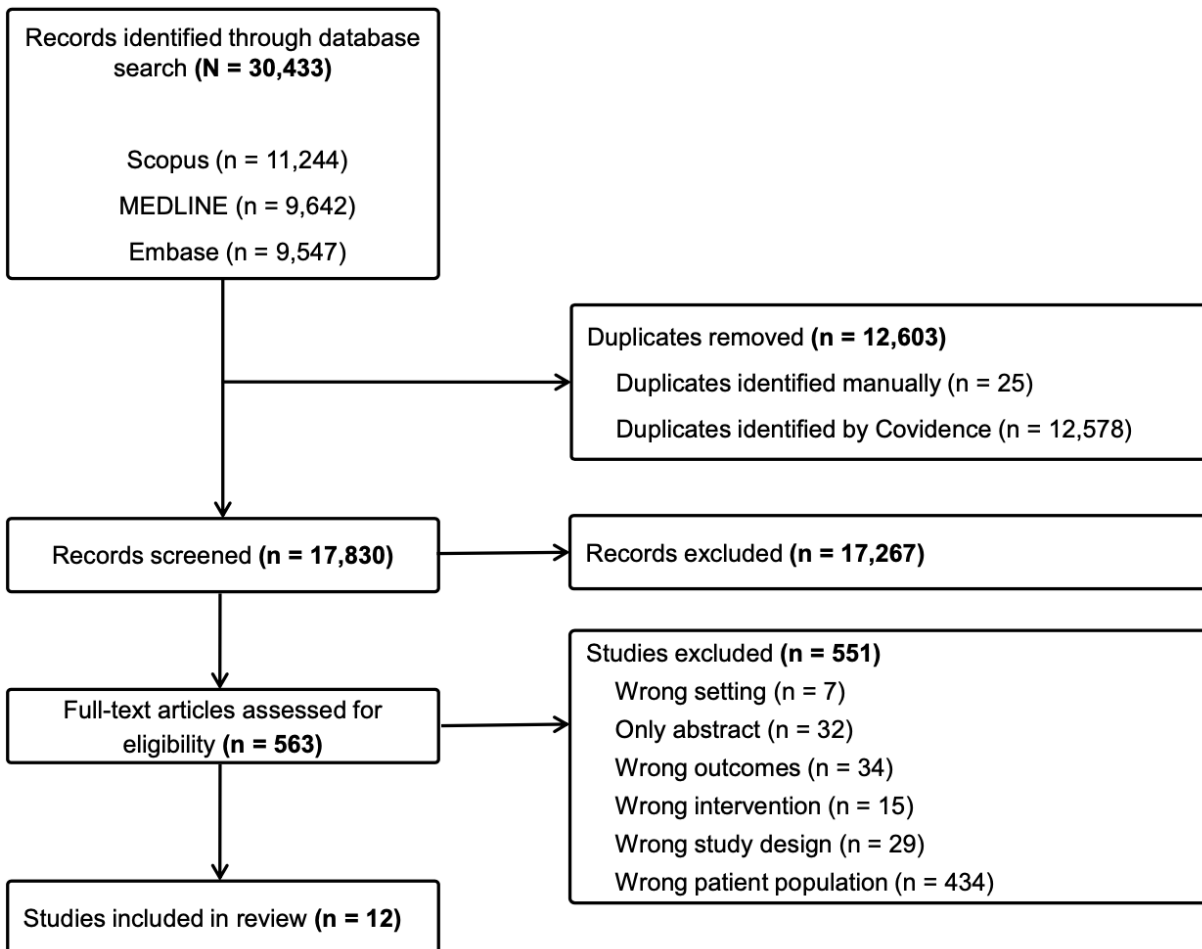 Records identified through database
search (N = 30,433)
Scopus (n = 11,244)
MEDLINE (n = 9,642)
Embase (n = 9,547)
Duplicates removed (n = 12,603)
Duplicates identified manually (n = 25)
Duplicates identified by Covidence (n = 12,578)
Records screened (n = 17,830)
Records excluded (n = 17,267)
Full-text articles assessed for
eligibility (n = 563)
Studies excluded (n = 551)
Wrong setting (n = 7)
Only abstract (n = 32)
Wrong outcomes (n = 34)
Wrong intervention (n = 15)
Wrong study design (n = 29)
Wrong patient population (n = 434)
Studies included in review (n = 12)